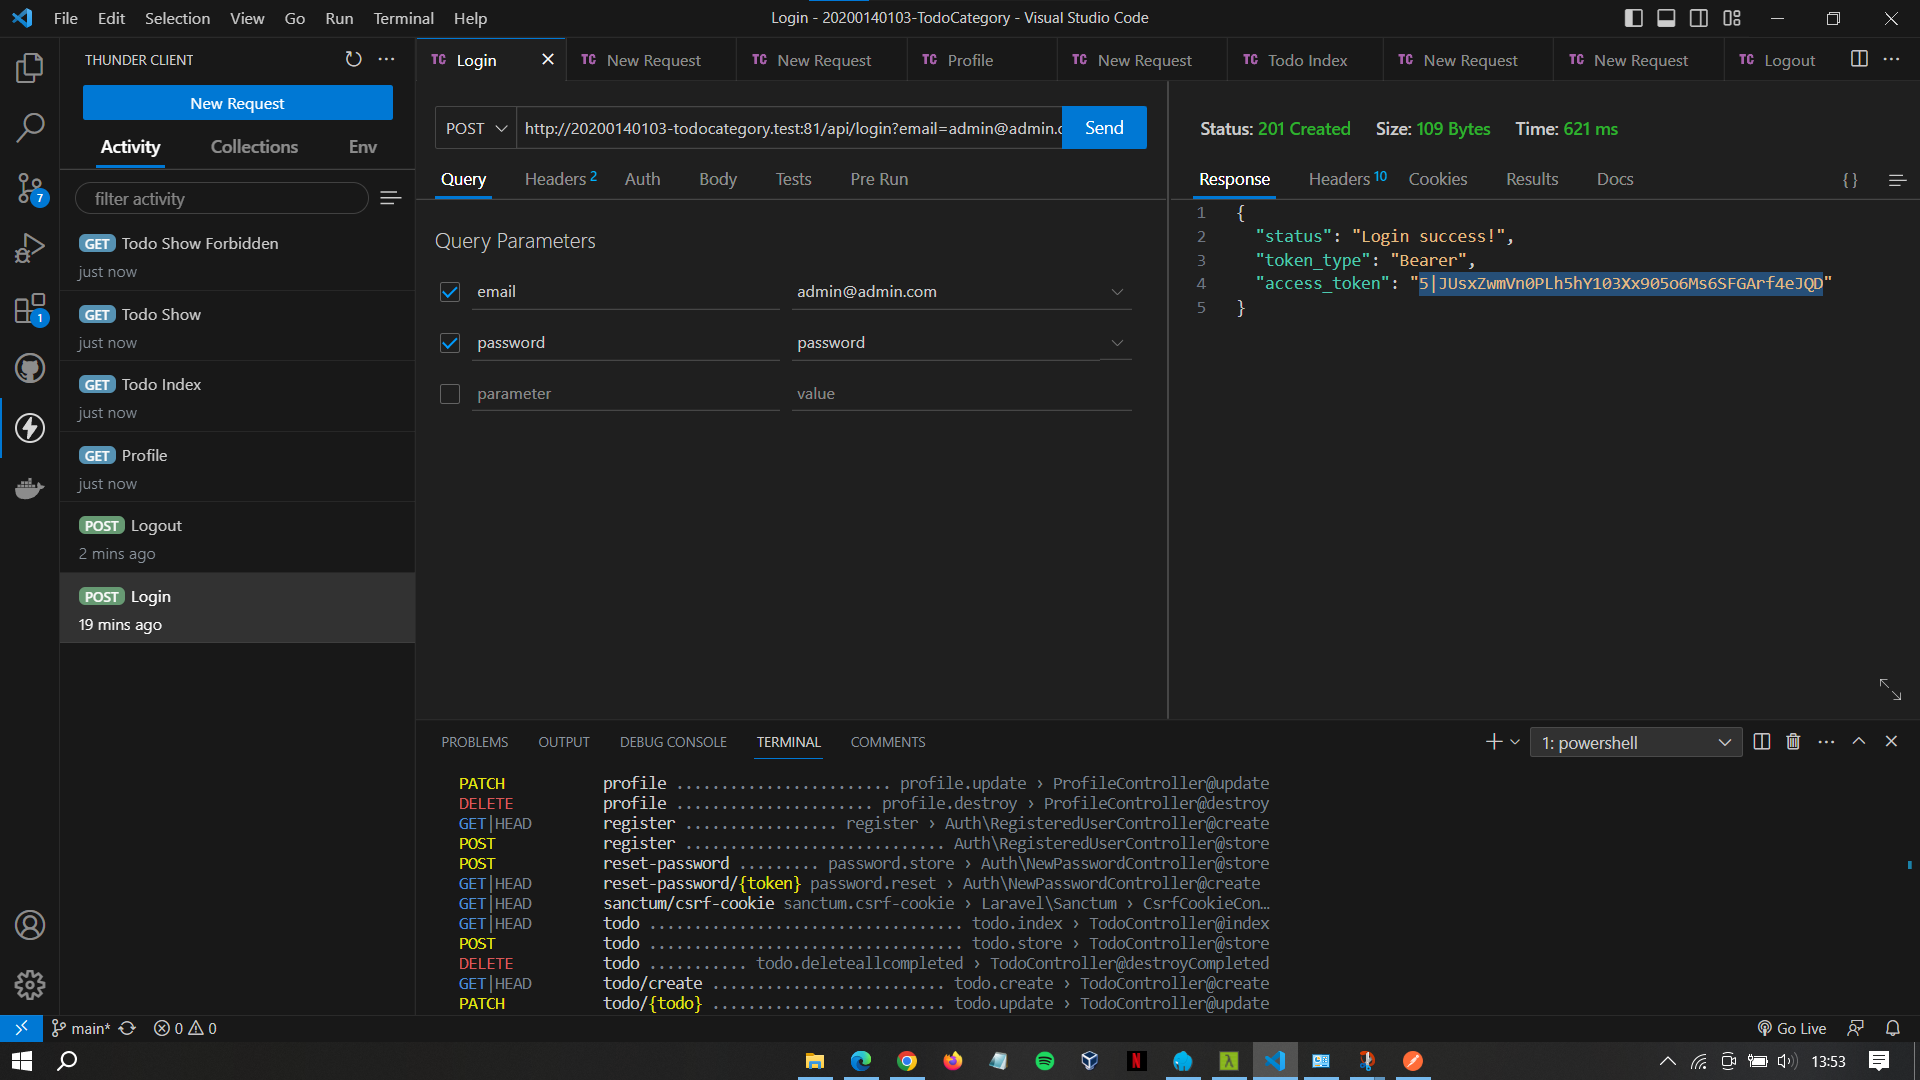 File Edit Selection View Go Run Terminal Help
Login - 20200140103-TodoCategory - Visual Studio Code
THUNDER CLIENT
New Request
Activity Collections Env
filter activity
GET Todo Show Forbidden
just now
GET Todo Show
just now
GET Todo Index
just now
GET Profile
just now
POST Logout
2 mins ago
POST Login
19 mins ago
7
1
TC Login TC New Request TC New Request TC Profile TC New Request TC Todo Index TC New Request TC New Request TC Logout
POST http://20200140103-todocategory.test:81/api/login?email=admin@admin.c Send
Query Headers 2 Auth Body Tests Pre Run
Query Parameters
email admin@admin.com
password password
parameter value
Status: 201 Created Size: 109 Bytes Time: 621 ms
Response Headers 10 Cookies Results Docs {}
1 {
2 "status": "Login success!",
3 "token_type": "Bearer",
4 "access_token": "5|JUsxZwmVn0PLh5hY103Xx905o6Ms6SFGArf4eJQD"
5 }
PROBLEMS OUTPUT DEBUG CONSOLE TERMINAL COMMENTS
1: powershell
PATCH profile ........................ profile.update › ProfileController@update
DELETE profile ...................... profile.destroy › ProfileController@destroy
GET|HEAD register ................. register › Auth\RegisteredUserController@create
POST register ............................. Auth\RegisteredUserController@store
POST reset-password ......... password.store › Auth\NewPasswordController@store
GET|HEAD reset-password/{token} password.reset › Auth\NewPasswordController@create
GET|HEAD sanctum/csrf-cookie sanctum.csrf-cookie › Laravel\Sanctum › CsrfCookieCon…
GET|HEAD todo ................................... todo.index › TodoController@index
POST todo ................................... todo.store › TodoController@store
DELETE todo ........... todo.deleteallcompleted › TodoController@destroyCompleted
GET|HEAD todo/create .......................... todo.create › TodoController@create
PATCH todo/{todo} .......................... todo.update › TodoController@update
main* 0 0 Go Live
13:53